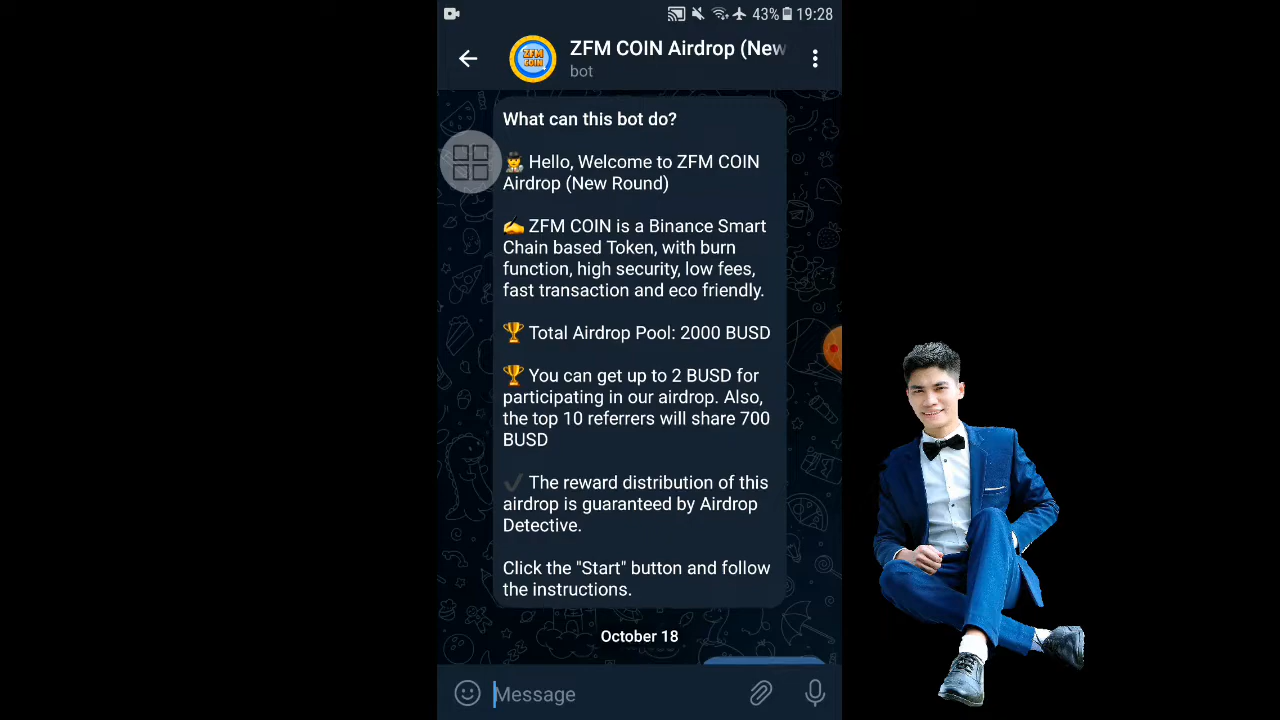 43% 19:28
ZFM COIN Airdrop (New
bot
ZFM
COIN
What can this bot do?
Hello, Welcome to ZFM COIN
Airdrop (New Round)
ZFM COIN is a Binance Smart
Chain based Token, with burn
function, high security, low fees,
fast transaction and eco friendly.
Total Airdrop Pool: 2000 BUSD
You can get up to 2 BUSD for
participating in our airdrop. Also,
the top 10 referrers will share 700
BUSD
The reward distribution of this
airdrop is guaranteed by Airdrop
Detective.
Click the "Start" button and follow
the instructions.
October 18
Message